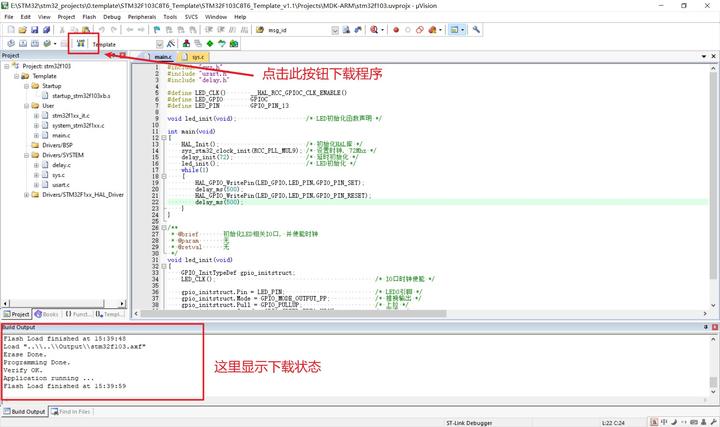 E:\STM32\stm32_projects\0.template\STM32F103C8T6_Template\STM32F103C8T6_Template_v1.1\Projects\MDK-ARM\stm32f103.uvprojx - µVision
File Edit View Project Flash Debug Peripherals Tools SVCS Window Help
msg_id
LOAD
Template
Project
main.c sys.c
点击此按钮下载程序
Project: stm32f103
Template
Startup
startup_stm32f103xb.s
User
stm32f1xx_it.c
system_stm32f1xx.c
main.c
Drivers/BSP
Drivers/SYSTEM
delay.c
sys.c
usart.c
Drivers/STM32F1xx_HAL_Driver
1 #include "sys.h"
2 #include "usart.h"
3 #include "delay.h"
4
5 #define LED_CLK() __HAL_RCC_GPIOC_CLK_ENABLE()
6 #define LED_GPIO GPIOC
7 #define LED_PIN GPIO_PIN_13
8
9 void led_init(void); /* LED初始化函数声明 */
10
11 int main(void)
12 {
13 HAL_Init(); /* 初始化HAL库 */
14 sys_stm32_clock_init(RCC_PLL_MUL9); /* 设置时钟, 72Mhz */
15 delay_init(72); /* 延时初始化 */
16 led_init(); /* LED初始化 */
17 while(1)
18 {
19 HAL_GPIO_WritePin(LED_GPIO,LED_PIN,GPIO_PIN_SET);
20 delay_ms(500);
21 HAL_GPIO_WritePin(LED_GPIO,LED_PIN,GPIO_PIN_RESET);
22 delay_ms(500);
23 }
24 }
25
26 /**
27 * @brief 初始化LED相关IO口, 并使能时钟
28 * @param 无
29 * @retval 无
30 */
31 void led_init(void)
32 {
33 GPIO_InitTypeDef gpio_initstruct;
34 LED_CLK(); /* IO口时钟使能 */
35
36 gpio_initstruct.Pin = LED_PIN; /* LED0引脚 */
37 gpio_initstruct.Mode = GPIO_MODE_OUTPUT_PP; /* 推挽输出 */
38 gpio_initstruct.Pull = GPIO_PULLUP; /* 上拉 */
Project Books Funct... Templ...
Build Output
Flash Load finished at 15:39:48
Load "..\\..\\Output\\stm32f103.axf"
Erase Done.
Programming Done.
Verify OK.
Application running ...
Flash Load finished at 15:39:59
这里显示下载状态
Build Output Find In Files
ST-Link Debugger L:22 C:24
中